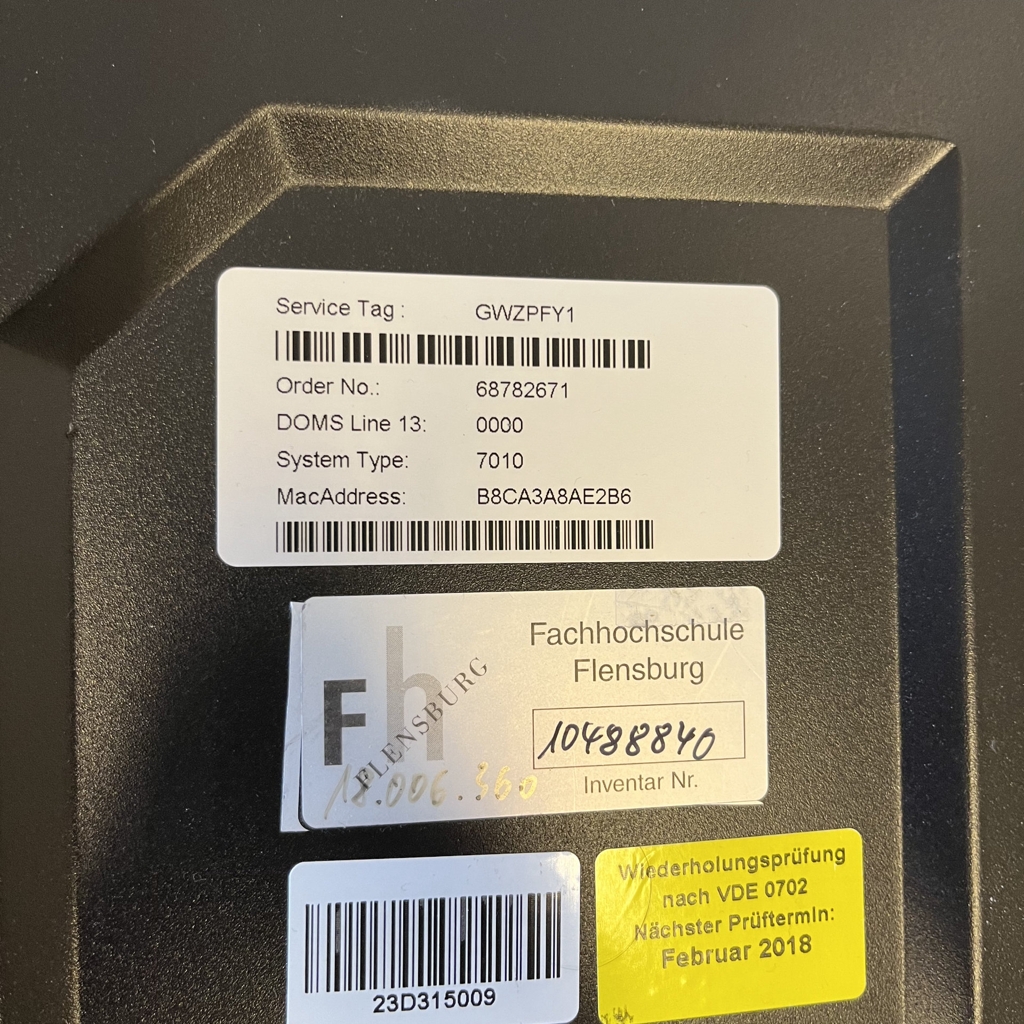 Service Tag : GWZPFY1
Order No.: 68782671
DOMS Line 13: 0000
System Type: 7010
MacAddress: B8CA3A8AE2B6
Fh
FLENSBURG
Fachhochschule
Flensburg
10488840
Inventar Nr.
18.006.360
23D315009
Wiederholungsprüfung
nach VDE 0702
Nächster Prüftermin:
Februar 2018